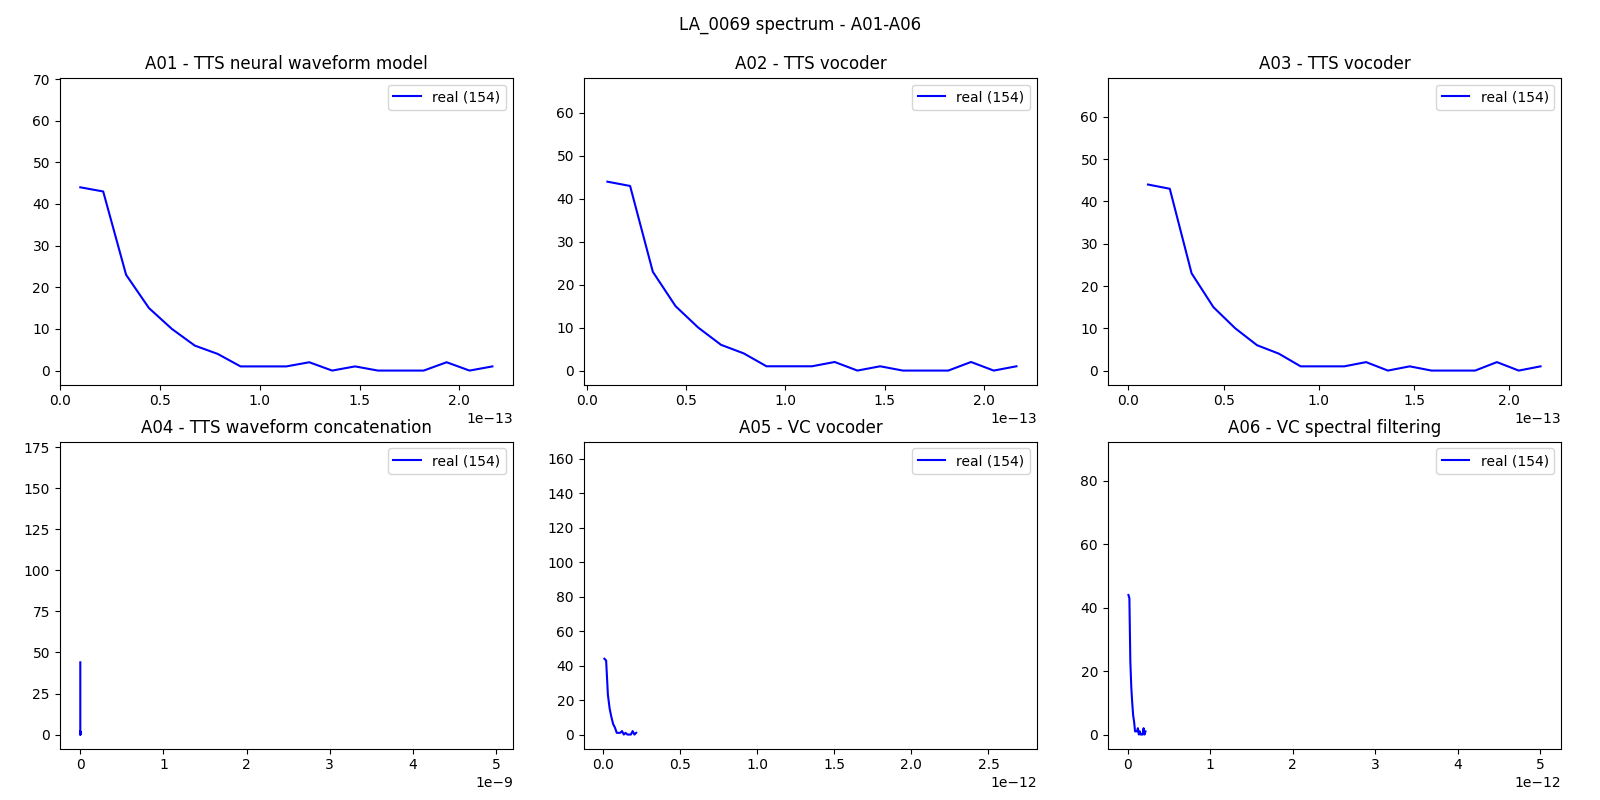 LA_0069 spectrum - A01-A06
A01 - TTS neural waveform model
real (154)
70
60
50
40
30
20
10
0
0.0 0.5 1.0 1.5 2.0
1e−13
A02 - TTS vocoder
real (154)
60
50
40
30
20
10
0
0.0 0.5 1.0 1.5 2.0
1e−13
A03 - TTS vocoder
real (154)
60
50
40
30
20
10
0
0.0 0.5 1.0 1.5 2.0
1e−13
A04 - TTS waveform concatenation
real (154)
175
150
125
100
75
50
25
0
0 1 2 3 4 5
1e−9
A05 - VC vocoder
real (154)
160
140
120
100
80
60
40
20
0
0.0 0.5 1.0 1.5 2.0 2.5
1e−12
A06 - VC spectral filtering
real (154)
80
60
40
20
0
0 1 2 3 4 5
1e−12